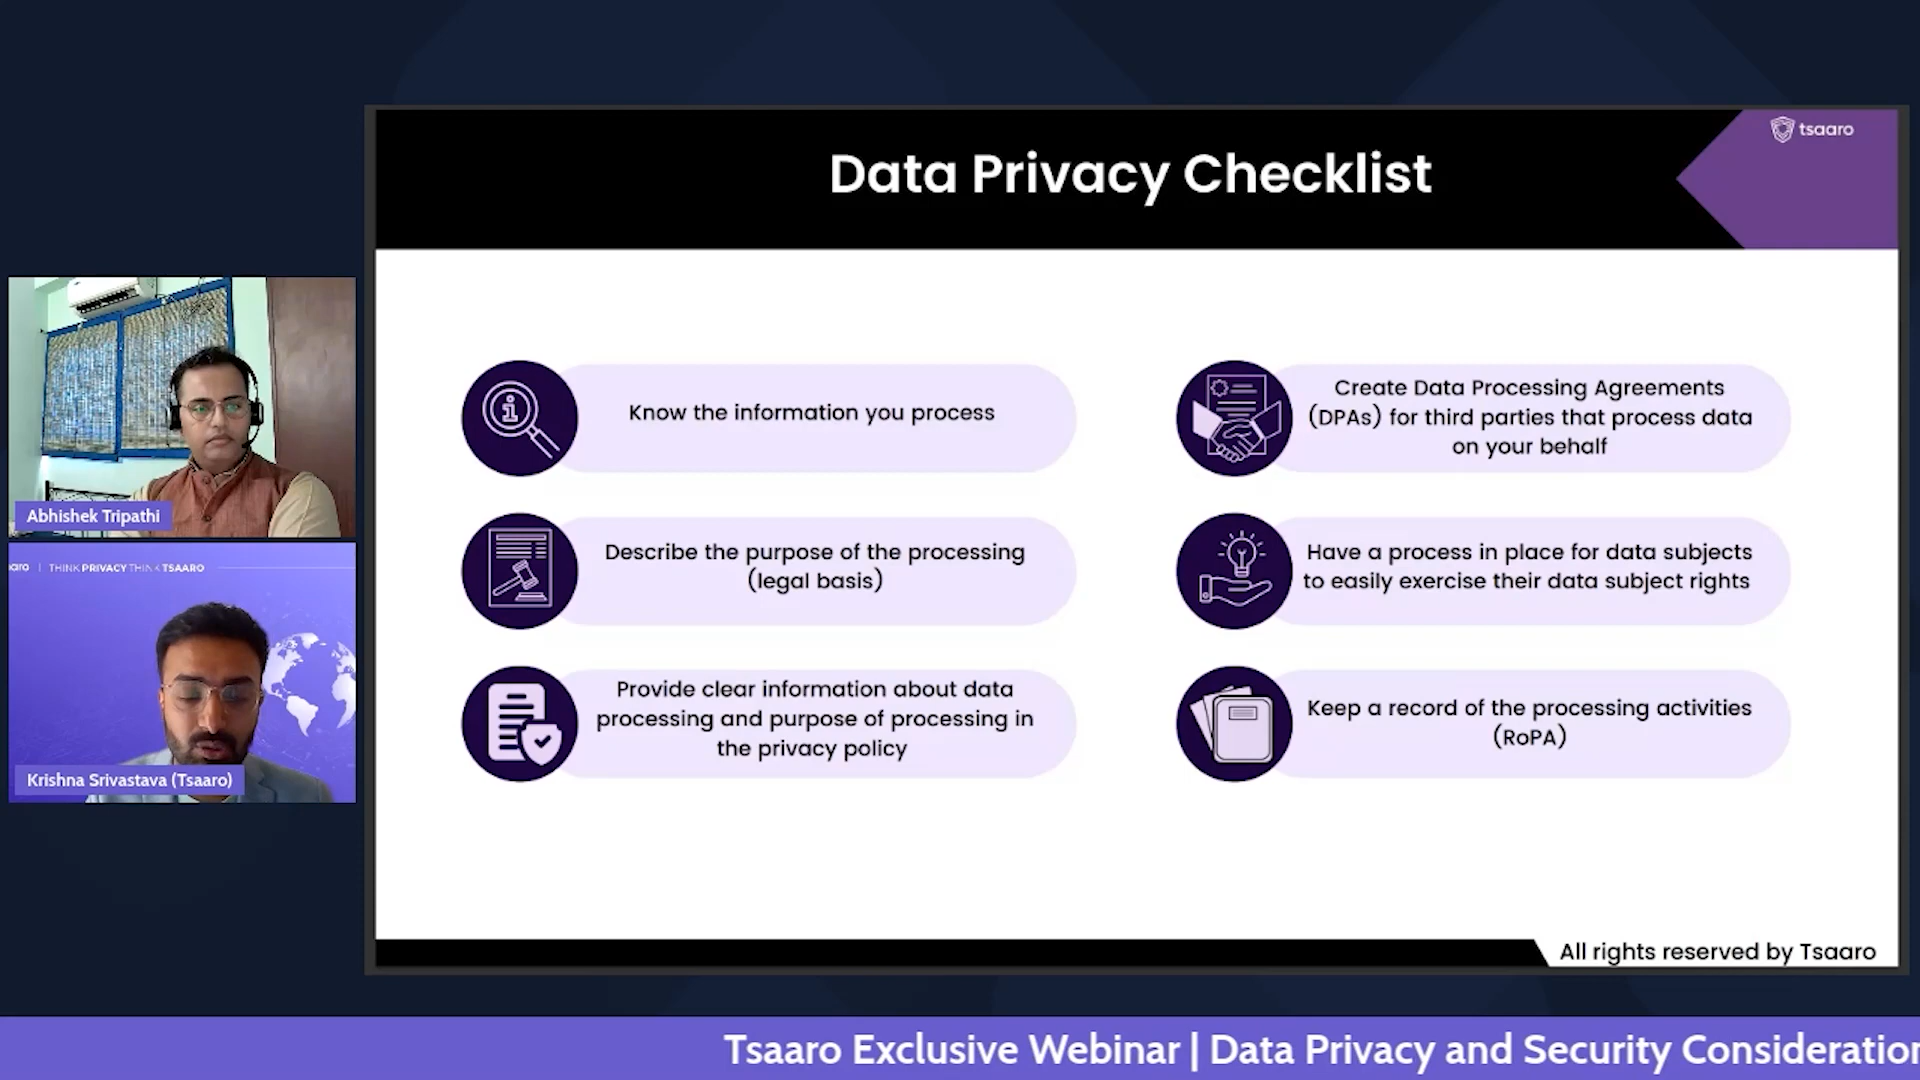 tsaaro
Data Privacy Checklist
Know the information you process
Describe the purpose of the processing
(legal basis)
Provide clear information about data
processing and purpose of processing in
the privacy policy
Create Data Processing Agreements
(DPAs) for third parties that process data
on your behalf
Have a process in place for data subjects
to easily exercise their data subject rights
Keep a record of the processing activities
(RoPA)
All rights reserved by Tsaaro
Abhishek Tripathi
aro | THINK PRIVACY THINK TSAARO
Krishna Srivastava (Tsaaro)
Tsaaro Exclusive Webinar | Data Privacy and Security Consideration